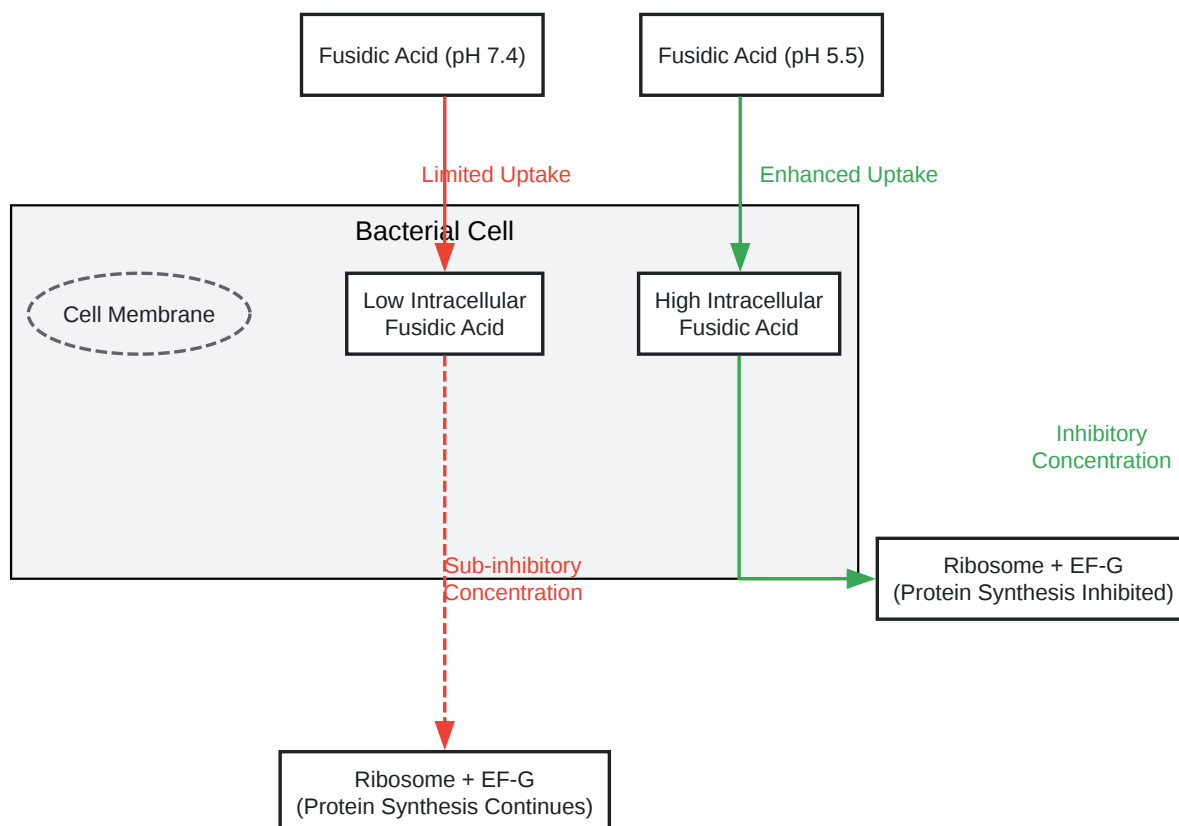 Fusidic Acid (pH 7.4)
Fusidic Acid (pH 5.5)
Limited Uptake
Enhanced Uptake
Bacterial Cell
Cell Membrane
Low Intracellular
Fusidic Acid
High Intracellular
Fusidic Acid
Inhibitory
Concentration
Sub-inhibitory
Concentration
Ribosome + EF-G
(Protein Synthesis Inhibited)
Ribosome + EF-G
(Protein Synthesis Continues)